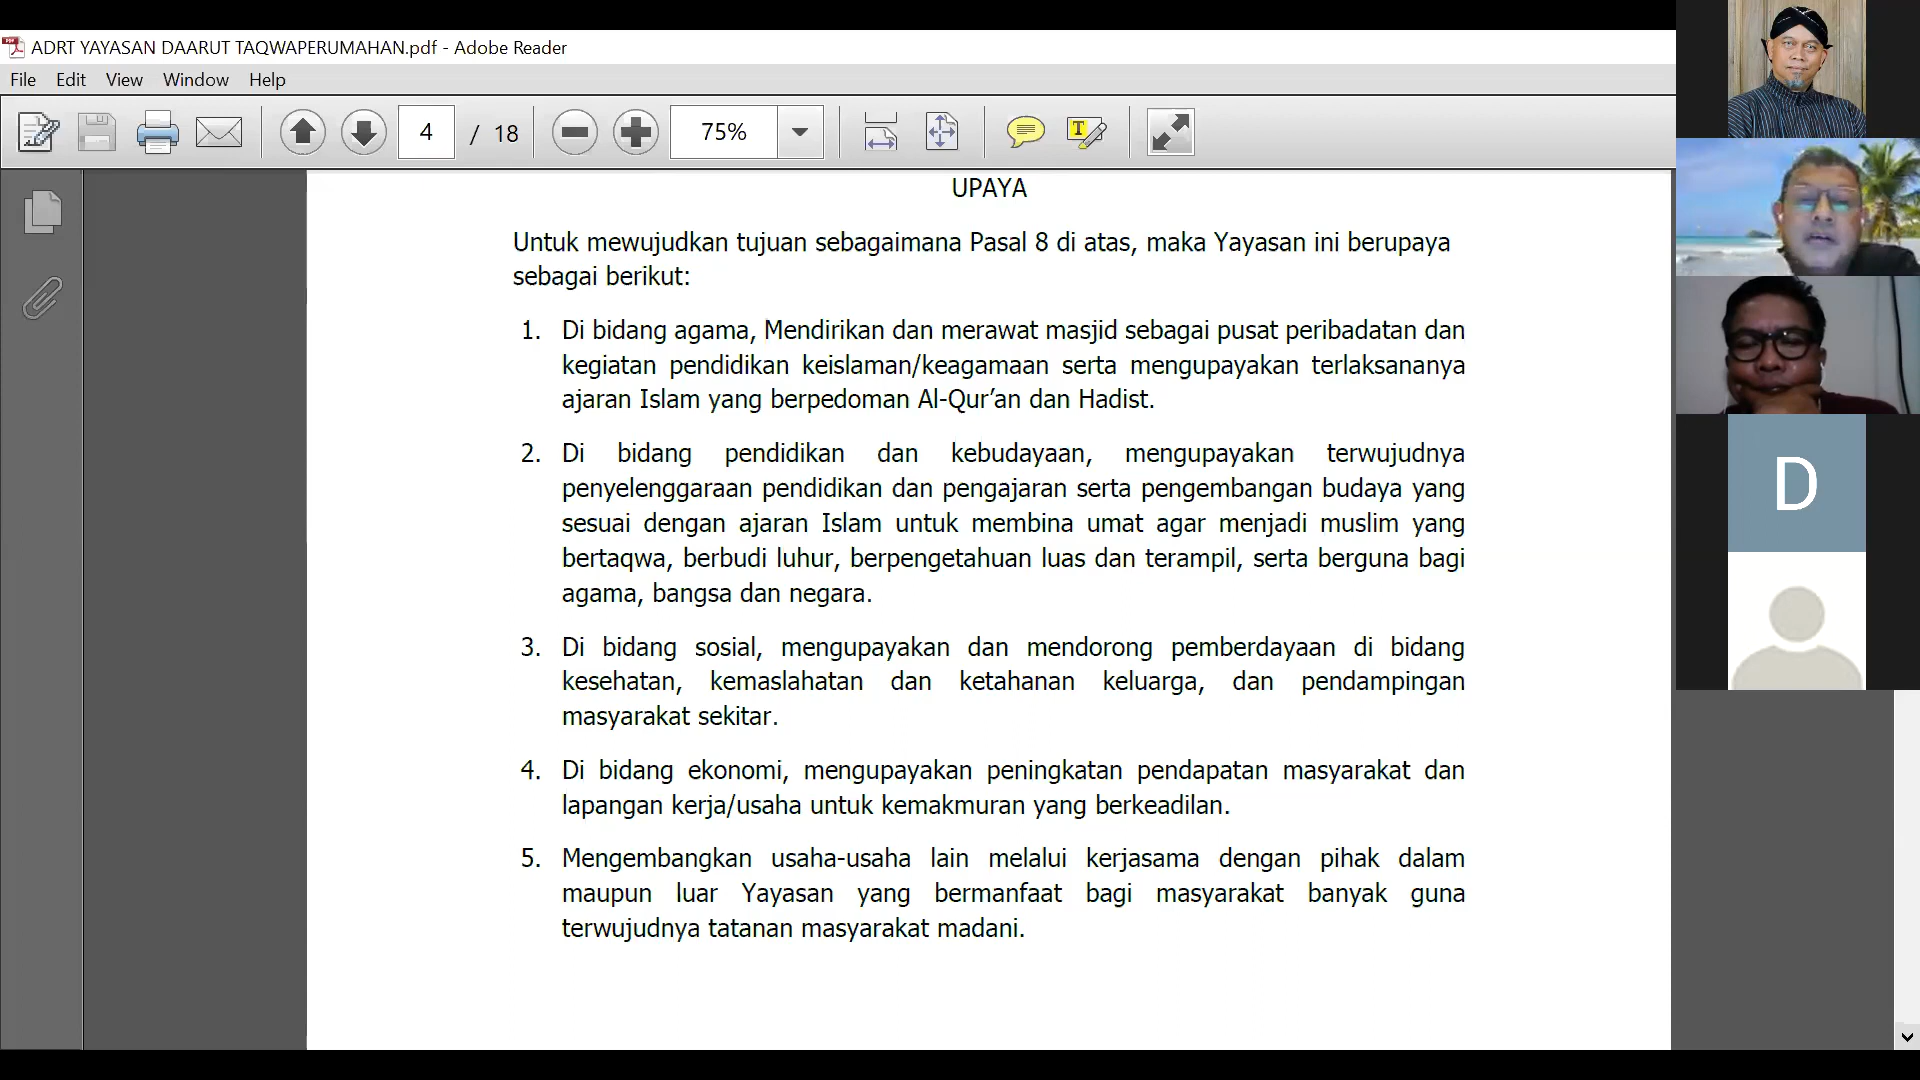 ADRT YAYASAN DAARUT TAQWAPERUMAHAN.pdf - Adobe Reader
File Edit View Window Help
4 / 18 75%
UPAYA
Untuk mewujudkan tujuan sebagaimana Pasal 8 di atas, maka Yayasan ini berupaya
sebagai berikut:
1. Di bidang agama, Mendirikan dan merawat masjid sebagai pusat peribadatan dan
kegiatan pendidikan keislaman/keagamaan serta mengupayakan terlaksananya
ajaran Islam yang berpedoman Al-Qur’an dan Hadist.
2. Di bidang pendidikan dan kebudayaan, mengupayakan terwujudnya
penyelenggaraan pendidikan dan pengajaran serta pengembangan budaya yang
sesuai dengan ajaran Islam untuk membina umat agar menjadi muslim yang
bertaqwa, berbudi luhur, berpengetahuan luas dan terampil, serta berguna bagi
agama, bangsa dan negara.
3. Di bidang sosial, mengupayakan dan mendorong pemberdayaan di bidang
kesehatan, kemaslahatan dan ketahanan keluarga, dan pendampingan
masyarakat sekitar.
4. Di bidang ekonomi, mengupayakan peningkatan pendapatan masyarakat dan
lapangan kerja/usaha untuk kemakmuran yang berkeadilan.
5. Mengembangkan usaha-usaha lain melalui kerjasama dengan pihak dalam
maupun luar Yayasan yang bermanfaat bagi masyarakat banyak guna
terwujudnya tatanan masyarakat madani.
D